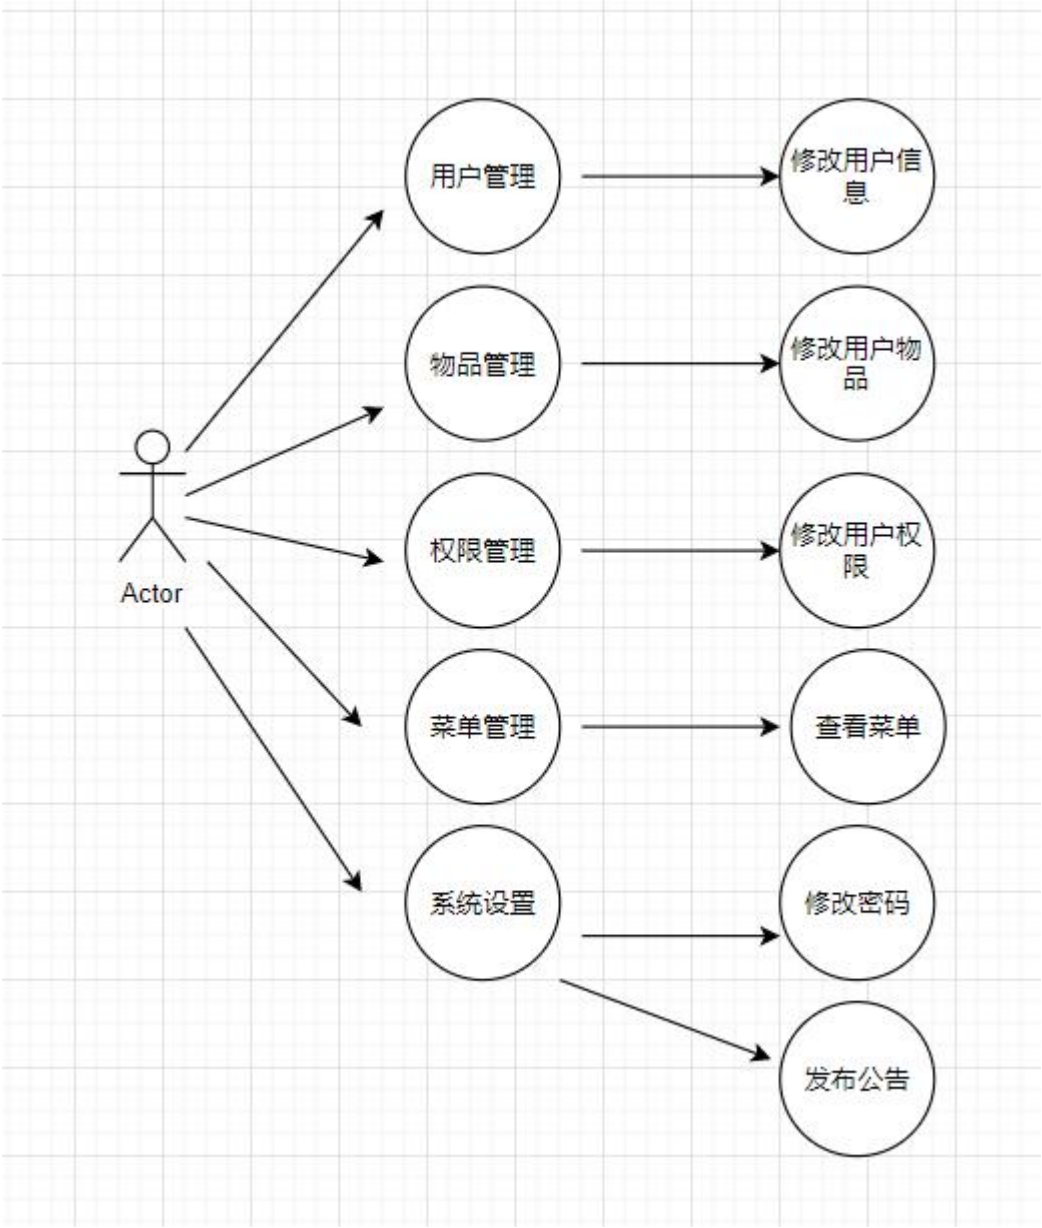 用户管理
修改用户信
息
物品管理
修改用户物
品
权限管理
修改用户权
限
Actor
菜单管理
查看菜单
系统设置
修改密码
发布公告